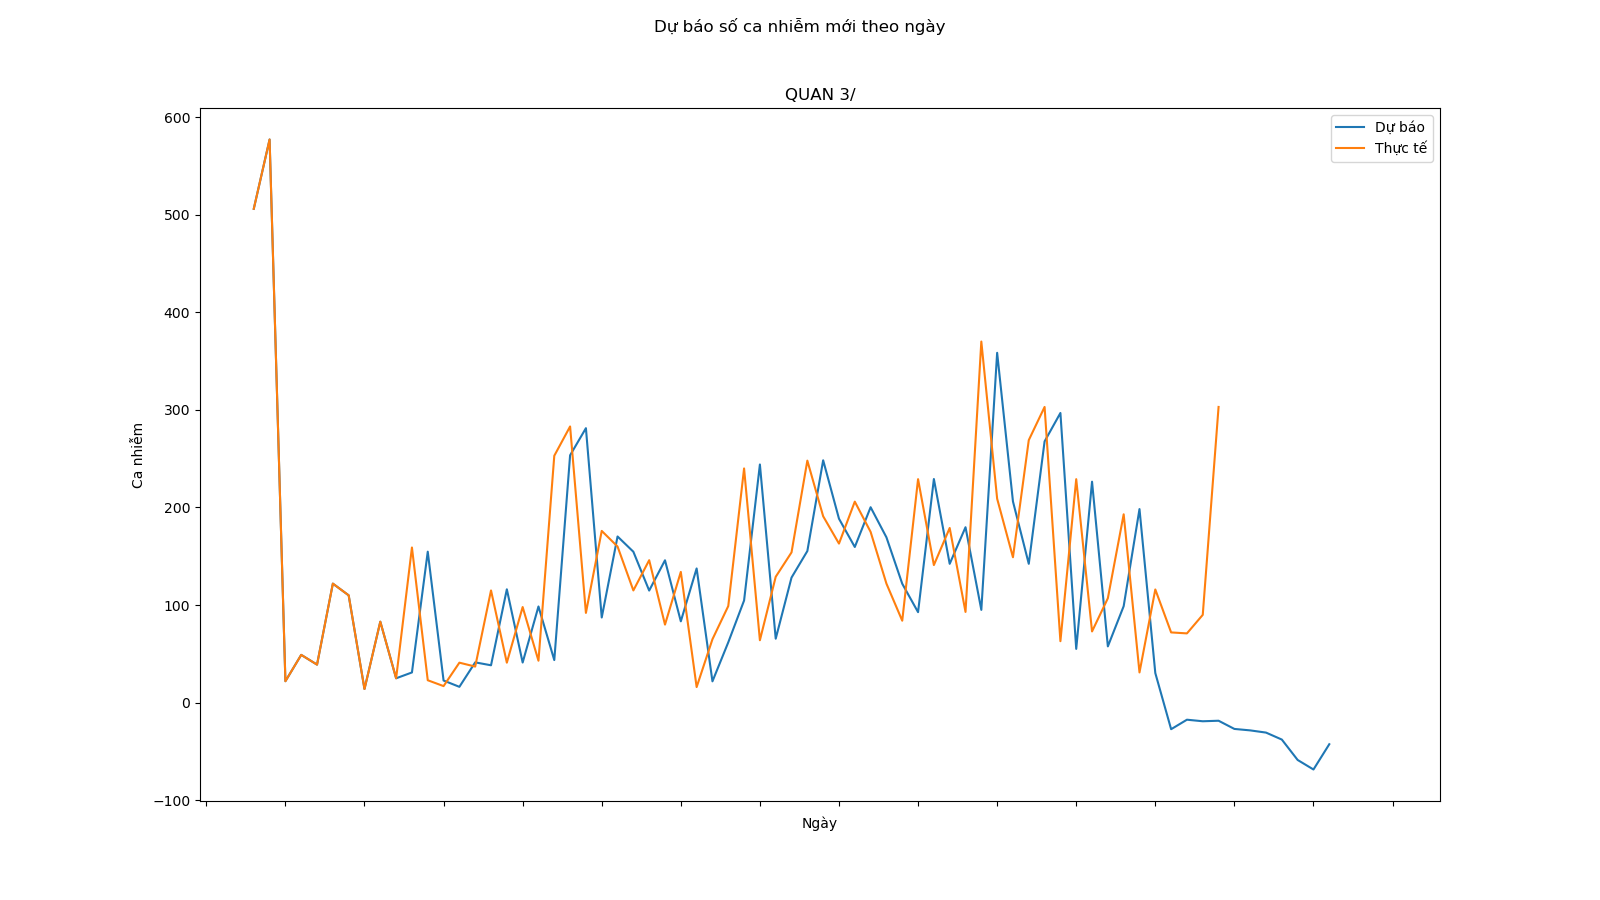 Dự báo số ca nhiễm mới theo ngày
QUAN 3/
600
500
400
300
200
100
0
−100
Ca nhiễm
Ngày
Dự báo
Thực tế